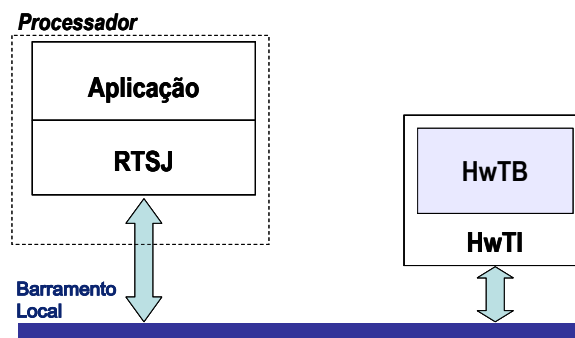 Processador
Aplicação
RTSJ
HwTB
HwTI
Barramento
Local